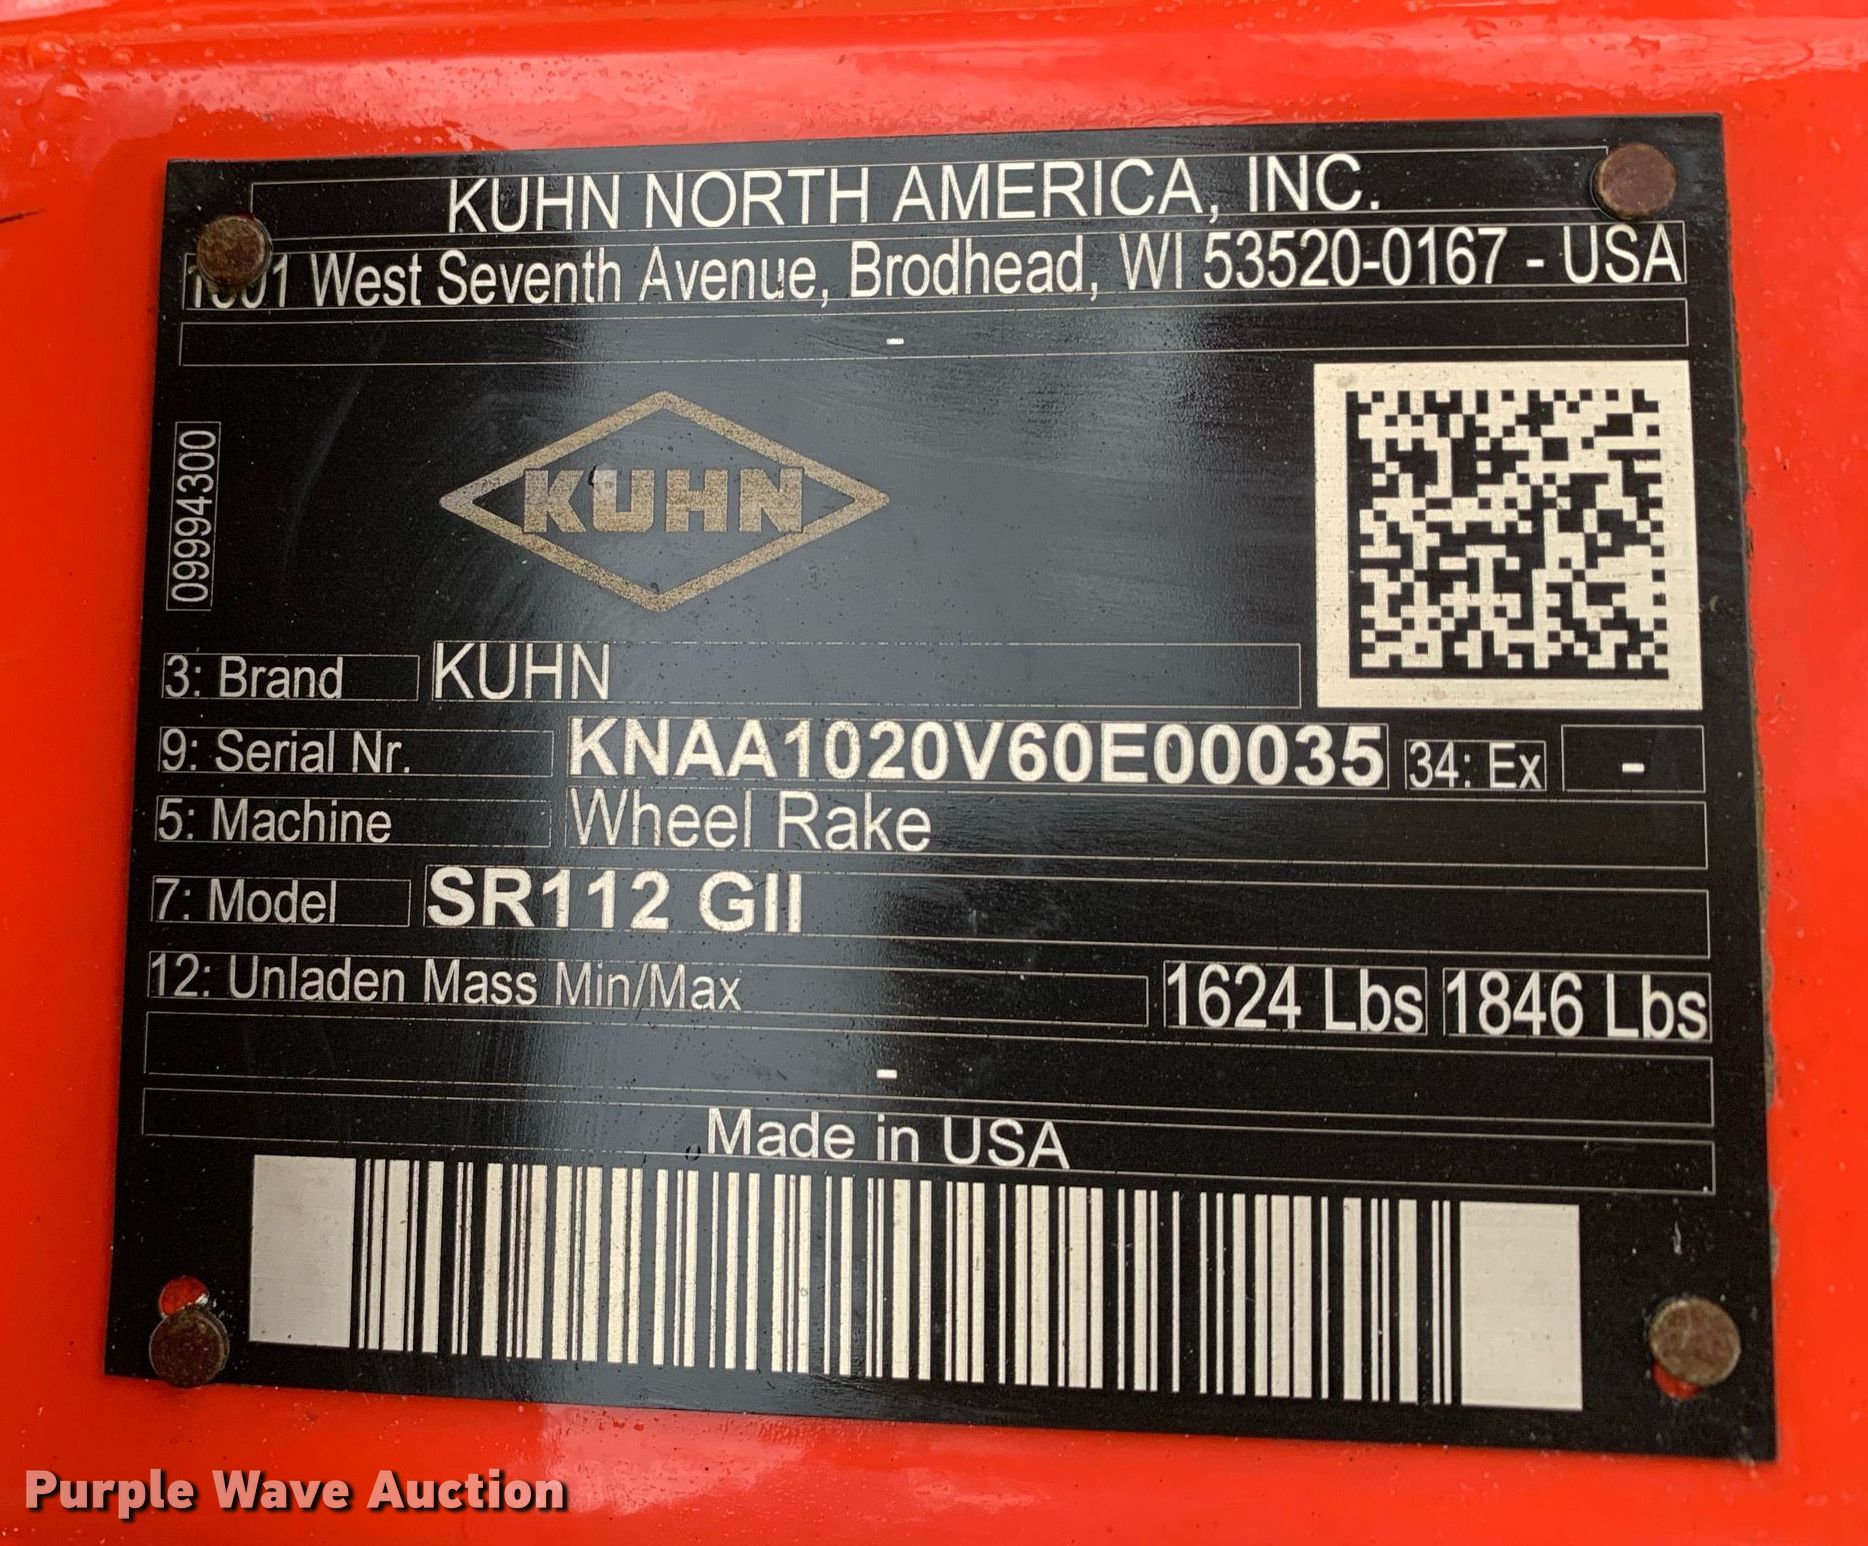 KUHN NORTH AMERICA, INC.
West Seventh Avenue, Brodhead, WI 53520-0167 - USA
-
09994300
KUHN
3: Brand KUHN
9: Serial Nr. KNAA1020V60E00035 34: Ex -
5: Machine Wheel Rake
7: Model SR112 GII
12: Unladen Mass Min/Max 1624 Lbs 1846 Lbs
-
Made in USA
Purple Wave Auction